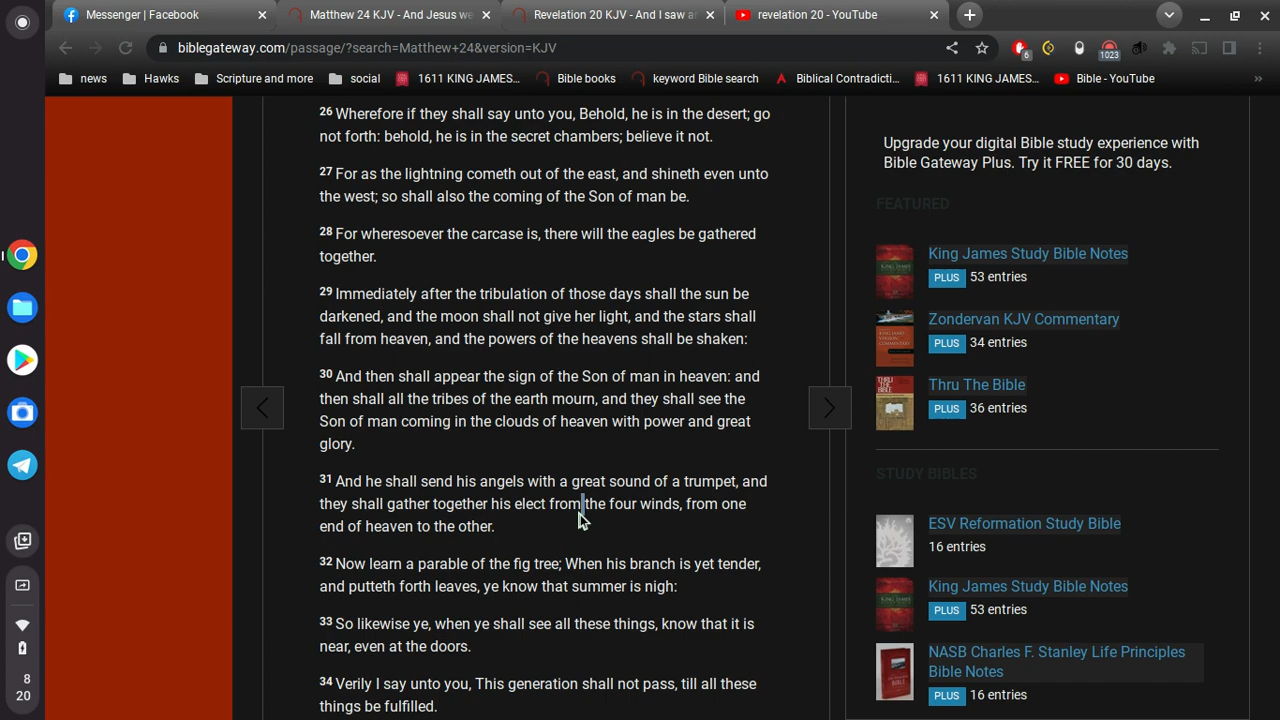 Messenger | Facebook
Matthew 24 KJV - And Jesus we
Revelation 20 KJV - And I saw a
revelation 20 - YouTube
biblegateway.com/passage/?search=Matthew+24&version=KJV
6
1023
news
Hawks
Scripture and more
social
1611 KING JAMES...
Bible books
keyword Bible search
Biblical Contradicti...
1611 KING JAMES...
Bible - YouTube
»
26 Wherefore if they shall say unto you, Behold, he is in the desert; go
not forth: behold, he is in the secret chambers; believe it not.
27 For as the lightning cometh out of the east, and shineth even unto
the west; so shall also the coming of the Son of man be.
28 For wheresoever the carcase is, there will the eagles be gathered
together.
29 Immediately after the tribulation of those days shall the sun be
darkened, and the moon shall not give her light, and the stars shall
fall from heaven, and the powers of the heavens shall be shaken:
30 And then shall appear the sign of the Son of man in heaven: and
then shall all the tribes of the earth mourn, and they shall see the
Son of man coming in the clouds of heaven with power and great
glory.
31 And he shall send his angels with a great sound of a trumpet, and
they shall gather together his elect from the four winds, from one
end of heaven to the other.
32 Now learn a parable of the fig tree; When his branch is yet tender,
and putteth forth leaves, ye know that summer is nigh:
33 So likewise ye, when ye shall see all these things, know that it is
near, even at the doors.
34 Verily I say unto you, This generation shall not pass, till all these
things be fulfilled.
Upgrade your digital Bible study experience with
Bible Gateway Plus. Try it FREE for 30 days.
FEATURED
King James Study Bible Notes
PLUS 53 entries
Zondervan KJV Commentary
PLUS 34 entries
Thru The Bible
PLUS 36 entries
STUDY BIBLES
ESV Reformation Study Bible
16 entries
King James Study Bible Notes
PLUS 53 entries
NASB Charles F. Stanley Life Principles
Bible Notes
PLUS 16 entries
8
20